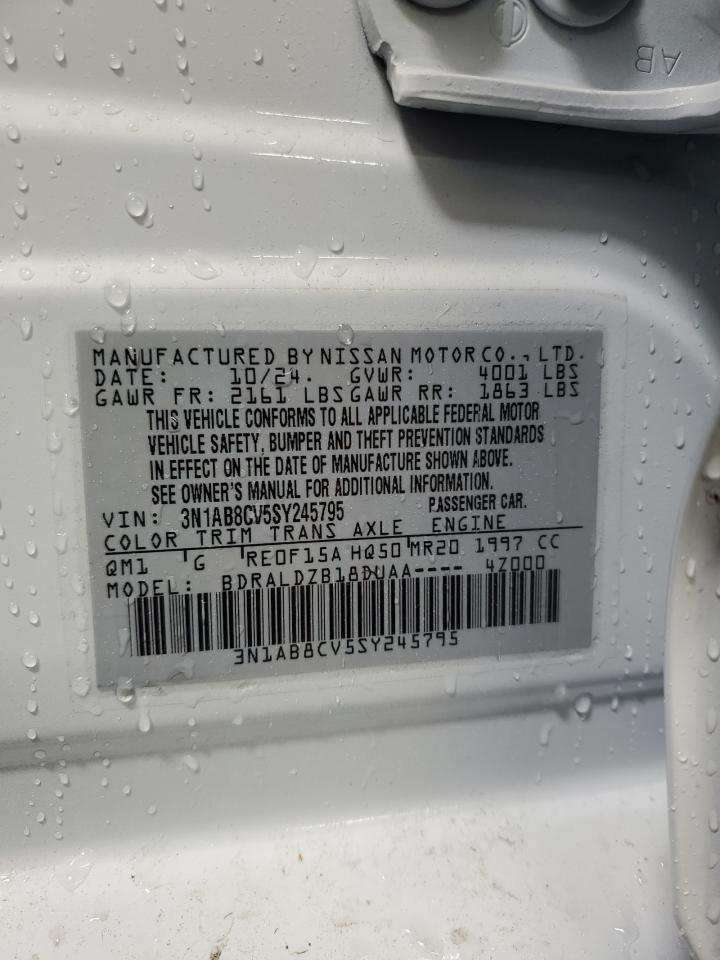 AB
MANUFACTURED BY NISSAN MOTOR CO., LTD.
DATE: 10/24. GVWR: 4001 LBS
GAWR FR: 2161 LBS GAWR RR: 1863 LBS
THIS VEHICLE CONFORMS TO ALL APPLICABLE FEDERAL MOTOR
VEHICLE SAFETY, BUMPER AND THEFT PREVENTION STANDARDS
IN EFFECT ON THE DATE OF MANUFACTURE SHOWN ABOVE.
SEE OWNER'S MANUAL FOR ADDITIONAL INFORMATION.
VIN: 3N1AB8CV5SY245795 PASSENGER CAR.
COLOR TRIM TRANS AXLE ENGINE
QM1 G RE0F15A HQ50 MR20 1997 CC
MODEL: BDRALDZB18DUAA---- 4Z000
3N1AB8CV5SY245795